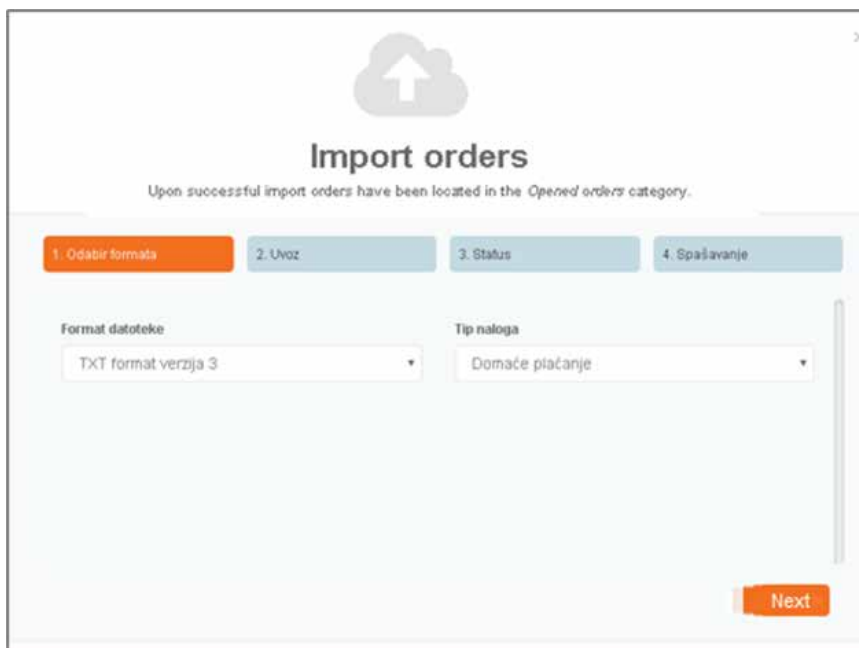 Import orders
Upon successful import orders have been located in the Opened orders category.
1. Odabir formata 2. Uvoz 3. Status 4. Spašavanje
Format datoteke Tip naloga
TXT format verzija 3 Domaće plaćanje
Next